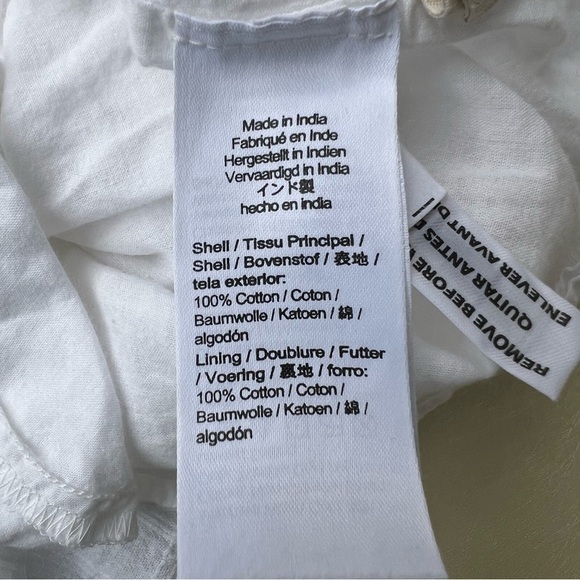 Made in India
Fabriqué en Inde
Hergestellt in Indien
Vervaardigd in India
インド製
hecho en india
Shell / Tissu Principal /
Shell / Bovenstof / 表地 /
tela exterior:
100% Cotton / Coton /
Baumwolle / Katoen / 綿 /
algodón
Lining / Doublure / Futter
/ Voering / 裏地 / forro:
100% Cotton / Coton /
Baumwolle / Katoen / 綿 /
algodón
REMOVE BEFORE
QUITAR ANTES
ENLEVER AVANT